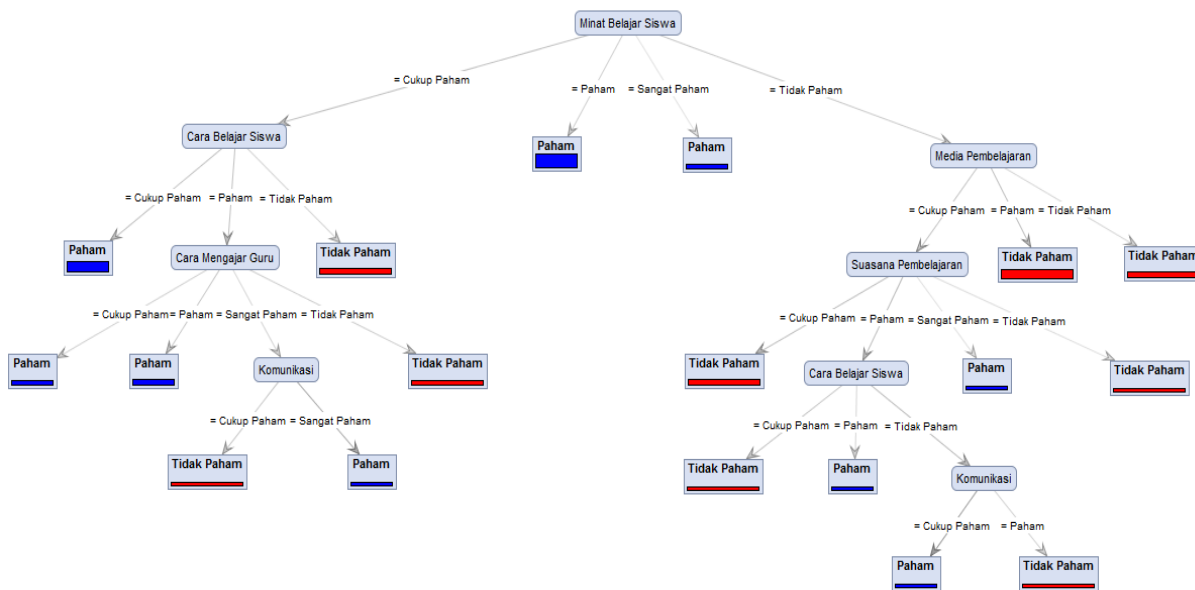 Minat Belajar Siswa
= Cukup Paham = Paham = Sangat Paham = Tidak Paham
Cara Belajar Siswa
Paham
Paham
Media Pembelajaran
= Cukup Paham = Paham = Tidak Paham
= Cukup Paham = Paham = Tidak Paham
Paham
Cara Mengajar Guru
Tidak Paham
Suasana Pembelajaran
Tidak Paham
Tidak Paham
= Cukup Paham = Paham = Sangat Paham = Tidak Paham
= Cukup Paham = Paham = Sangat Paham = Tidak Paham
Paham
Paham
Komunikasi
Tidak Paham
Tidak Paham
Cara Belajar Siswa
Paham
Tidak Paham
= Cukup Paham = Sangat Paham
= Cukup Paham = Paham = Tidak Paham
Tidak Paham
Paham
Tidak Paham
Paham
Komunikasi
= Cukup Paham = Paham
Paham
Tidak Paham